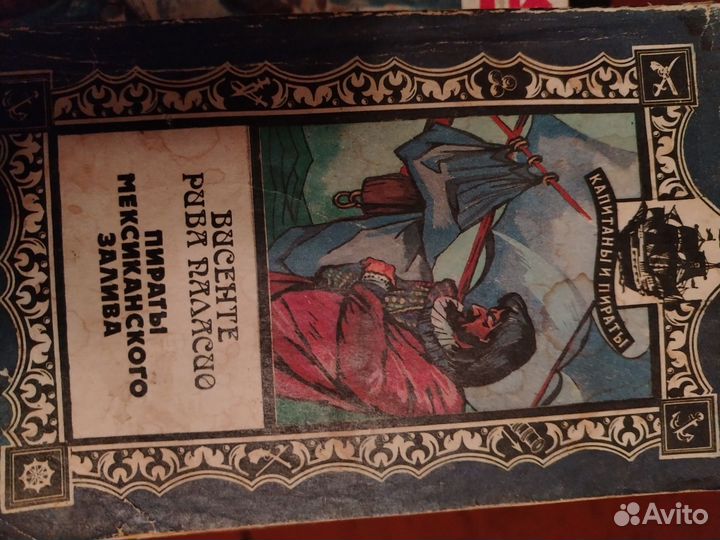 КАПИТАНЫ И ПИРАТЫ
ВИСЕНТЕ
РИВА ПАЛАСИО
ПИРАТЫ
МЕКСИКАНСКОГО
ЗАЛИВА
Avito